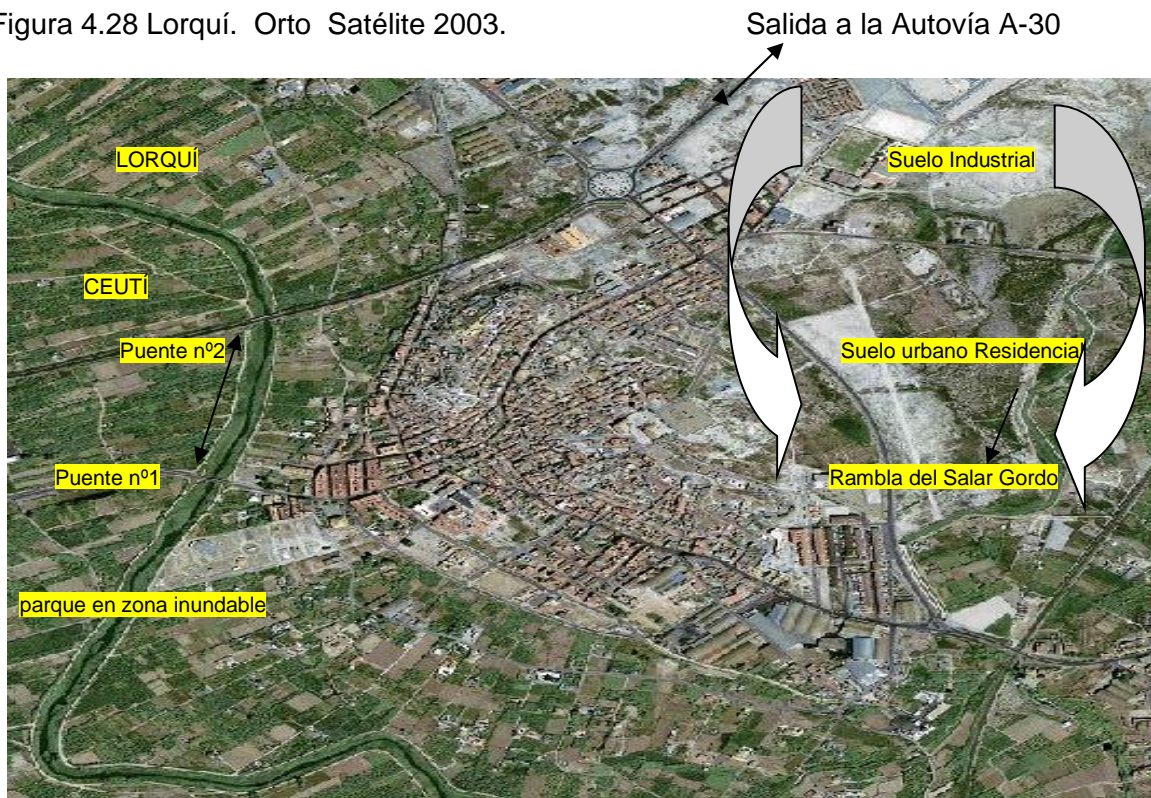 Figura 4.28 Lorquí. Orto Satélite 2003.
Salida a la Autovía A-30
LORQUÍ
Suelo Industrial
CEUTÍ
Puente nº2
Suelo urbano Residencial
Puente nº1
Rambla del Salar Gordo
parque en zona inundable